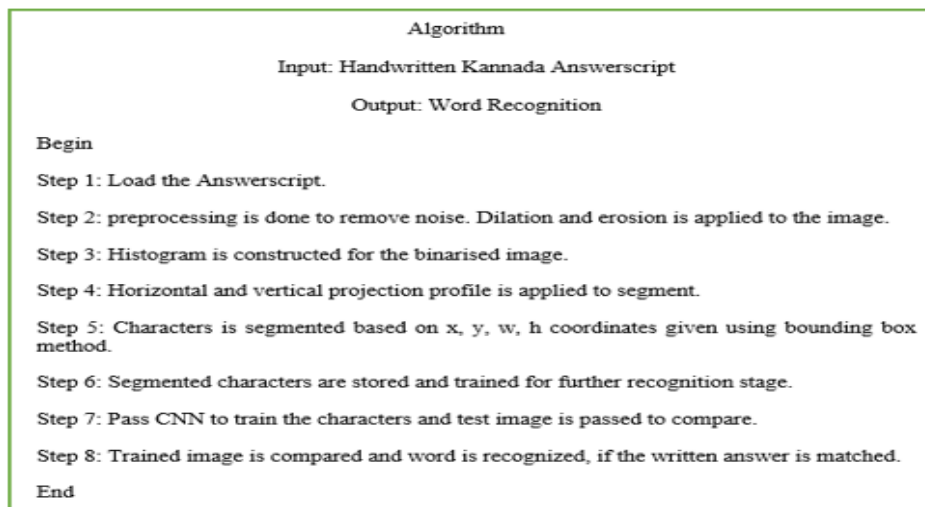 Algorithm
Input: Handwritten Kannada Answerscript
Output: Word Recognition
Begin
Step 1: Load the Answerscript.
Step 2: preprocessing is done to remove noise. Dilation and erosion is applied to the image.
Step 3: Histogram is constructed for the binarised image.
Step 4: Horizontal and vertical projection profile is applied to segment.
Step 5: Characters is segmented based on x, y, w, h coordinates given using bounding box
method.
Step 6: Segmented characters are stored and trained for further recognition stage.
Step 7: Pass CNN to train the characters and test image is passed to compare.
Step 8: Trained image is compared and word is recognized, if the written answer is matched.
End